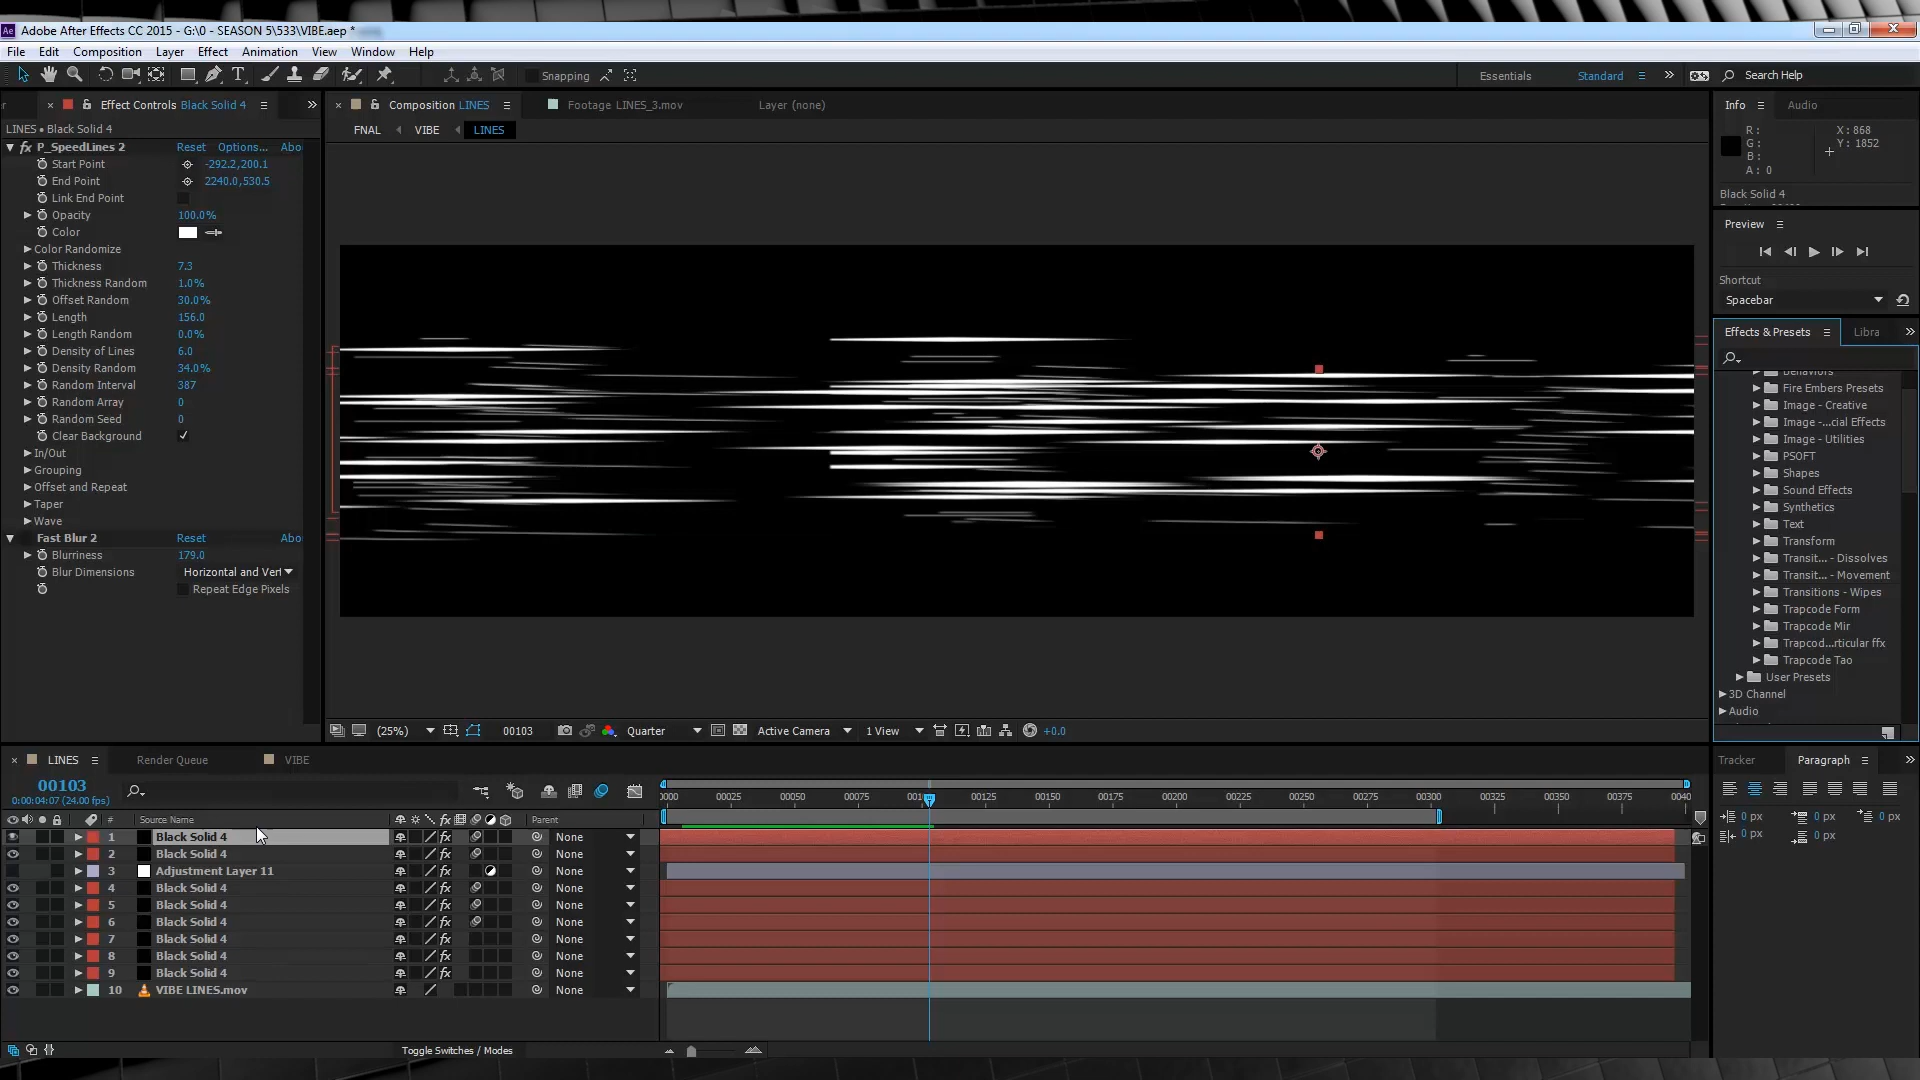 Adobe After Effects CC 2015 - G:\0 - SEASON 5\533\VIBE.aep *
File Edit Composition Layer Effect Animation View Window Help
Snapping
Essentials Standard Search Help
Effect Controls Black Solid 4
Composition LINES
Footage LINES_3.mov
Layer (none)
Info Audio
LINES • Black Solid 4
FNAL VIBE LINES
R :
G :
B :
A : 0
X : 868
Y : 1852
Black Solid 4
P_SpeedLines 2 Reset Options... Abo
Start Point -292.2,200.1
End Point 2240.0,530.5
Link End Point
Opacity 100.0%
Color
Color Randomize
Thickness 7.3
Thickness Random 1.0%
Offset Random 30.0%
Length 156.0
Length Random 0.0%
Density of Lines 6.0
Density Random 34.0%
Random Interval 387
Random Array 0
Random Seed 0
Clear Background
In/Out
Grouping
Offset and Repeat
Taper
Wave
Fast Blur 2 Reset Abo
Blurriness 179.0
Blur Dimensions Horizontal and Vert
Repeat Edge Pixels
Preview
Shortcut
Spacebar
Effects & Presets Libra
Behaviors
Fire Embers Presets
Image - Creative
Image -...cial Effects
Image - Utilities
PSOFT
Shapes
Sound Effects
Synthetics
Text
Transform
Transit... - Dissolves
Transit... - Movement
Transitions - Wipes
Trapcode Form
Trapcode Mir
Trapcod...rticular ffx
Trapcode Tao
User Presets
3D Channel
Audio
(25%) 00103 Quarter Active Camera 1 View +0.0
LINES Render Queue VIBE
Tracker Paragraph
00103
0:00:04:07 (24.00 fps)
0000 00025 00050 00075 001 00125 00150 00175 00200 00225 00250 00275 00300 00325 00350 00375 0040
0 px 0 px 0 px
0 px 0 px
# Source Name Parent
1 Black Solid 4 None
2 Black Solid 4 None
3 Adjustment Layer 11 None
4 Black Solid 4 None
5 Black Solid 4 None
6 Black Solid 4 None
7 Black Solid 4 None
8 Black Solid 4 None
9 Black Solid 4 None
10 VIBE LINES.mov None
Toggle Switches / Modes